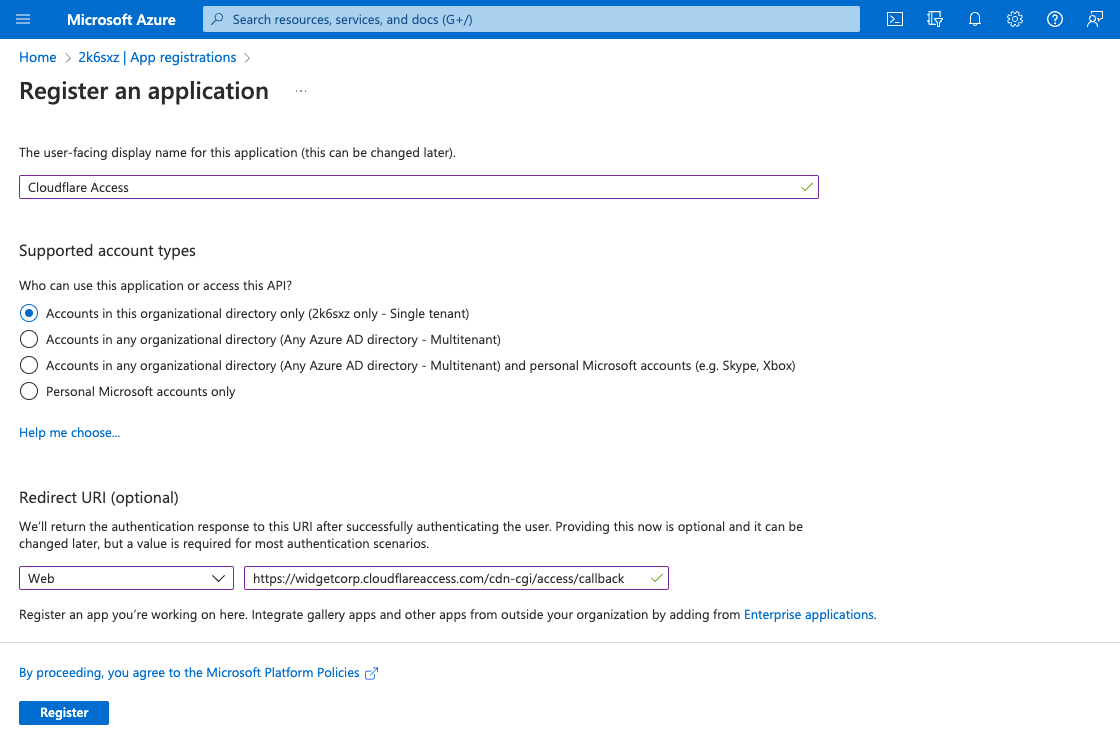 Microsoft Azure
Search resources, services, and docs (G+/)
Home > 2k6sxz | App registrations >
Register an application ...
The user-facing display name for this application (this can be changed later).
Cloudflare Access
Supported account types
Who can use this application or access this API?
Accounts in this organizational directory only (2k6sxz only - Single tenant)
Accounts in any organizational directory (Any Azure AD directory - Multitenant)
Accounts in any organizational directory (Any Azure AD directory - Multitenant) and personal Microsoft accounts (e.g. Skype, Xbox)
Personal Microsoft accounts only
Help me choose...
Redirect URI (optional)
We'll return the authentication response to this URI after successfully authenticating the user. Providing this now is optional and it can be
changed later, but a value is required for most authentication scenarios.
Web https://widgetcorp.cloudflareaccess.com/cdn-cgi/access/callback
Register an app you're working on here. Integrate gallery apps and other apps from outside your organization by adding from Enterprise applications.
By proceeding, you agree to the Microsoft Platform Policies
Register